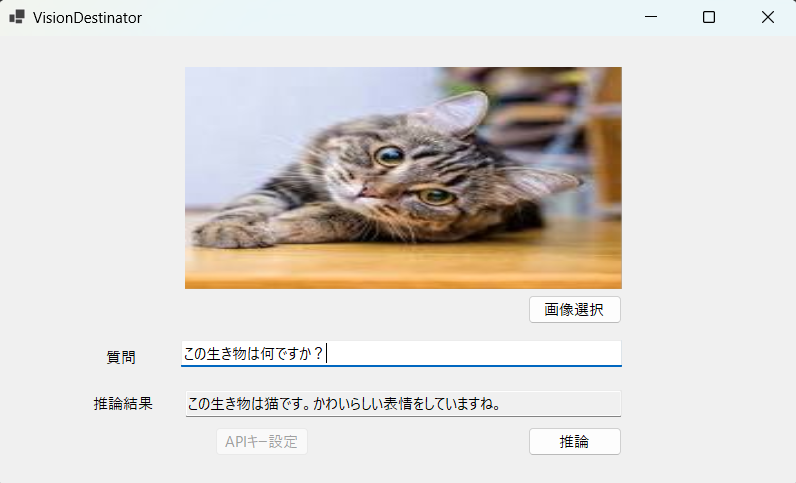 VisionDestinator
画像選択
質問
この生き物は何ですか？
推論結果
この生き物は猫です。かわいらしい表情をしていますね。
APIキー設定
推論